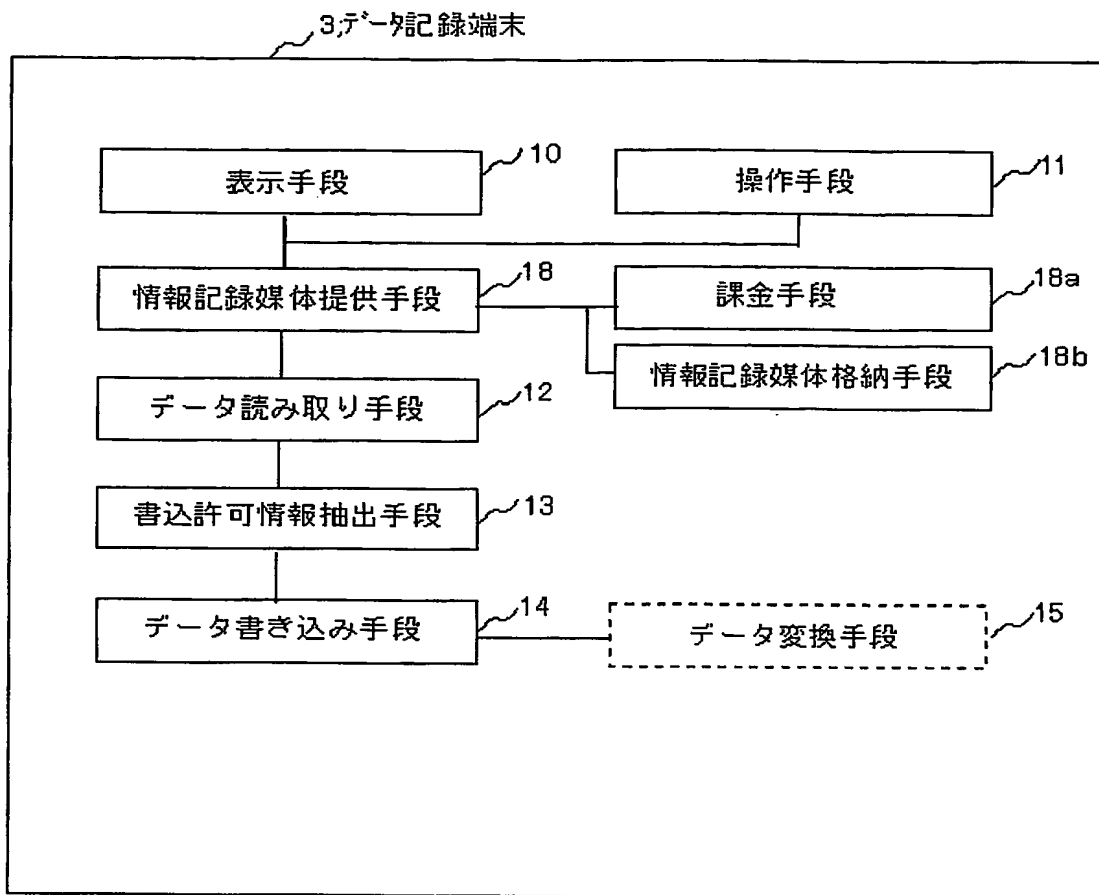 3;データ記録端末
表示手段
10
操作手段
11
情報記録媒体提供手段
18
課金手段
18a
情報記録媒体格納手段
18b
データ読み取り手段
12
書込許可情報抽出手段
13
データ書き込み手段
14
データ変換手段
15